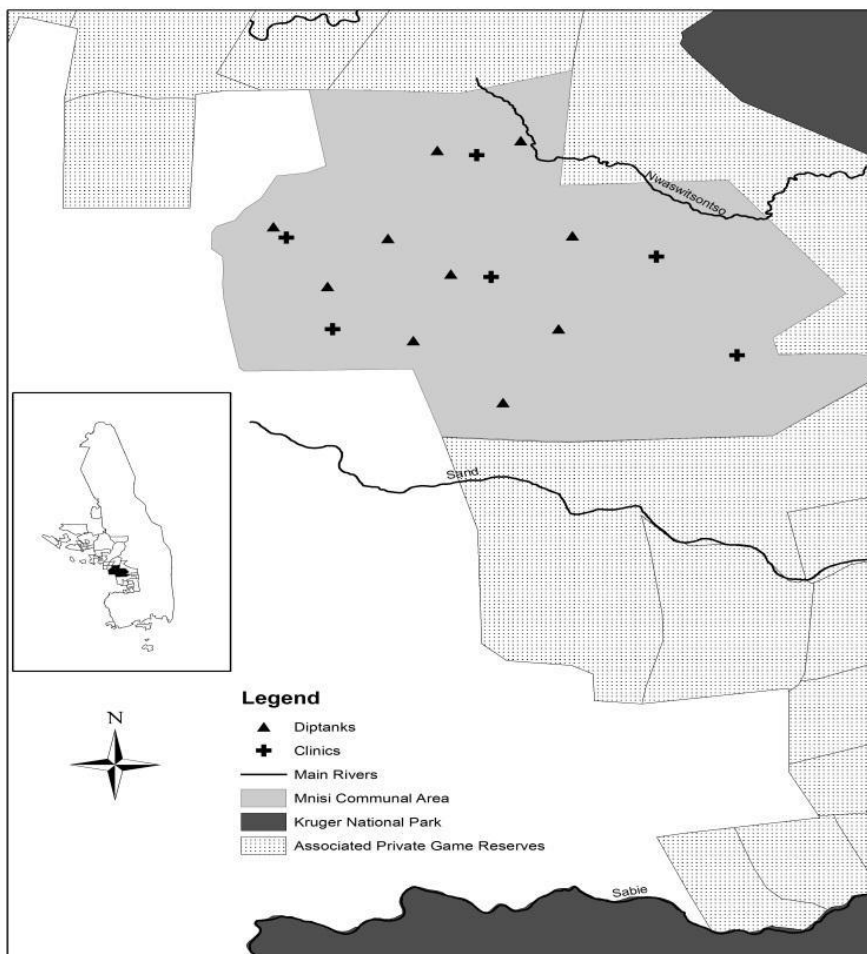 Nwaswitsontso
Sand
N
Legend
Diptanks
Clinics
Main Rivers
Mnisi Communal Area
Kruger National Park
Associated Private Game Reserves
Sabie